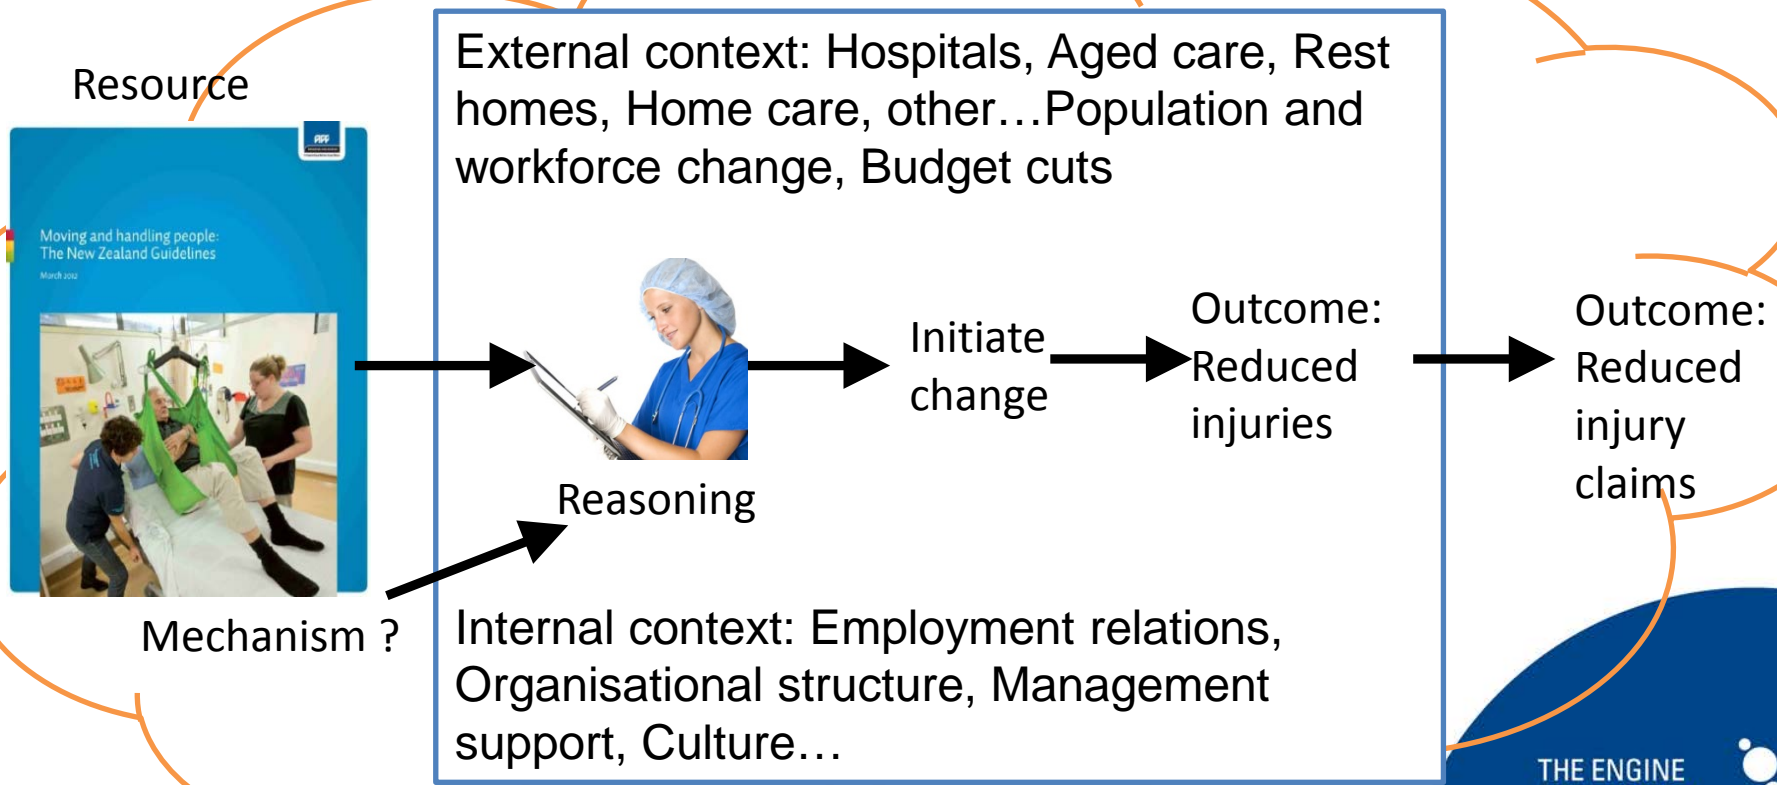 Resource
Moving and handling people:
The New Zealand Guidelines
March 2012
Mechanism ?
External context: Hospitals, Aged care, Rest
homes, Home care, other…Population and
workforce change, Budget cuts
Reasoning
Initiate
change
Outcome:
Reduced
injuries
Outcome:
Reduced
injury
claims
Internal context: Employment relations,
Organisational structure, Management
support, Culture…
THE ENGINE